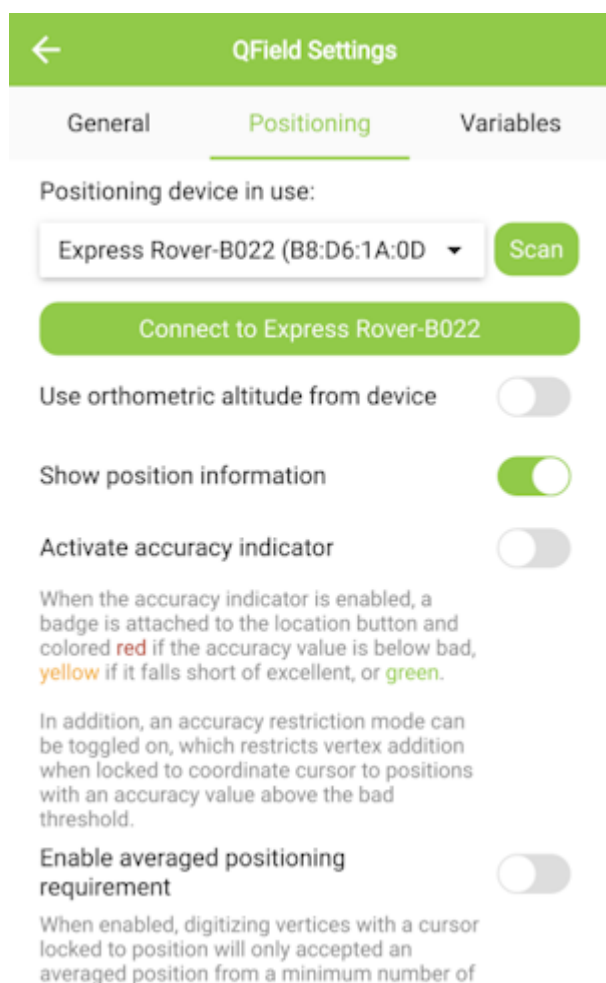 QField Settings
General Positioning Variables
Positioning device in use:
Express Rover-B022 (B8:D6:1A:0D Scan
Connect to Express Rover-B022
Use orthometric altitude from device
Show position information
Activate accuracy indicator
When the accuracy indicator is enabled, a
badge is attached to the location button and
colored red if the accuracy value is below bad,
yellow if it falls short of excellent, or green.
In addition, an accuracy restriction mode can
be toggled on, which restricts vertex addition
when locked to coordinate cursor to positions
with an accuracy value above the bad
threshold.
Enable averaged positioning
requirement
When enabled, digitizing vertices with a cursor
locked to position will only accepted an
averaged position from a minimum number of